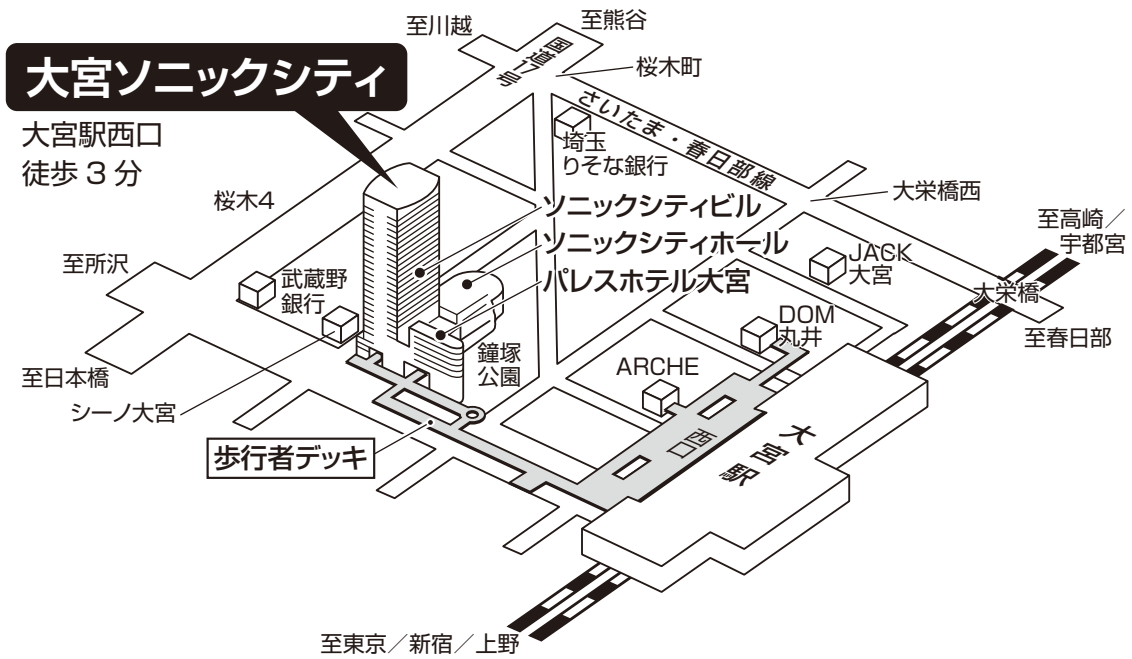 至川越
至熊谷
国道17号
桜木町
大宮ソニックシティ
大宮駅西口
徒歩 3 分
さいたま・春日部線
埼玉
りそな銀行
桜木4
大栄橋西
ソニックシティビル
ソニックシティホール
パレスホテル大宮
至高崎／
宇都宮
至所沢
武蔵野
銀行
JACK
大宮
大栄橋
DOM
丸井
至春日部
鐘塚
公園
ARCHE
至日本橋
シーノ大宮
歩行者デッキ
西口
大宮駅
至東京／新宿／上野